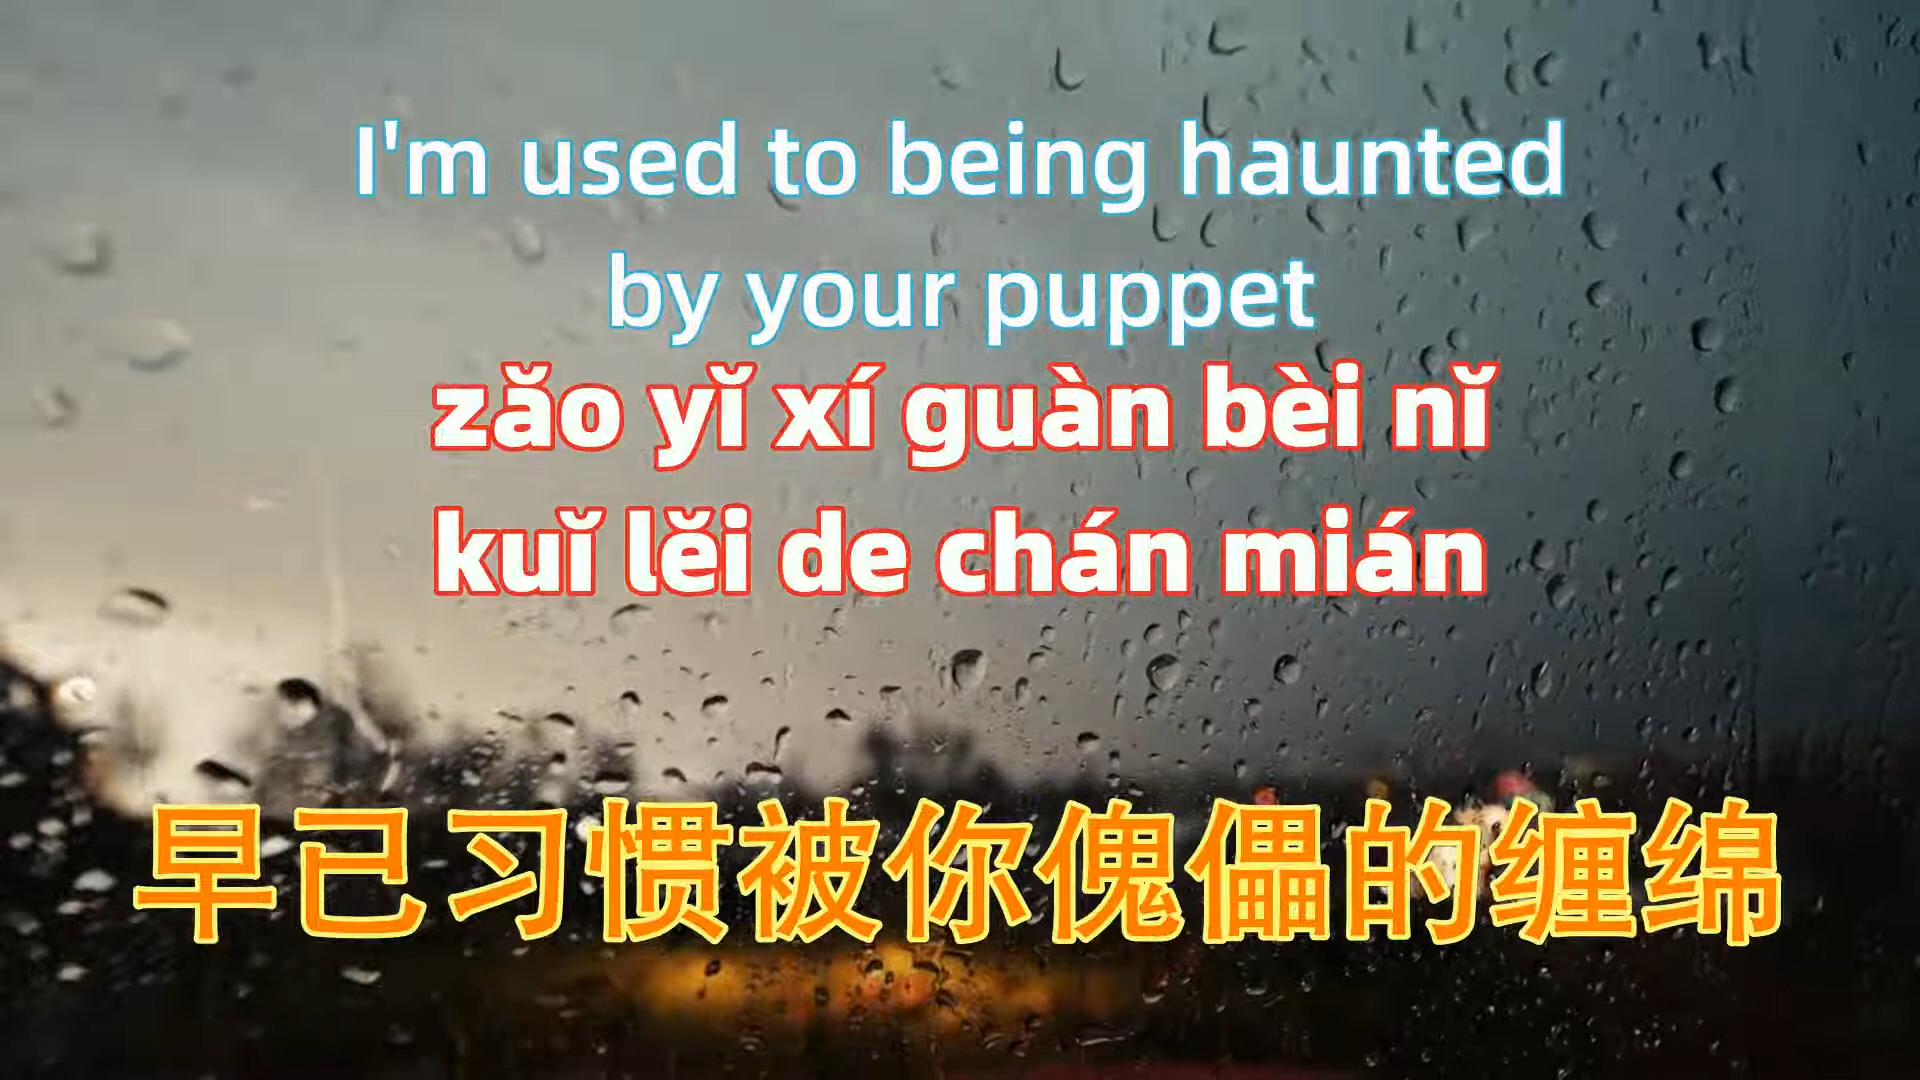 I'm used to being haunted
by your puppet
zǎo yǐ xí guàn bèi nǐ
kuǐ lěi de chán mián
早已习惯被你傀儡的缠绵